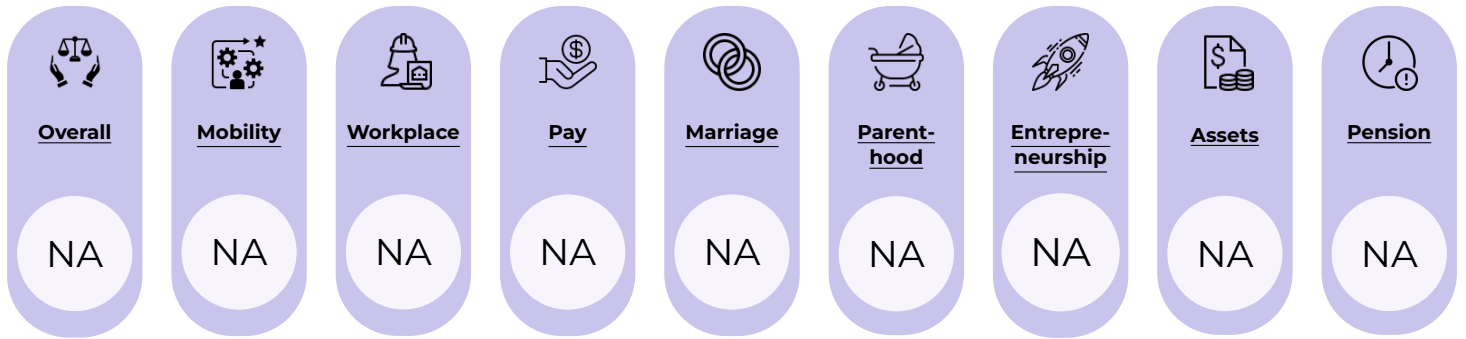 Overall
Mobility
Workplace
Pay
Marriage
Parent-
hood
Entrepre-
neurship
Assets
Pension
NA
NA
NA
NA
NA
NA
NA
NA
NA